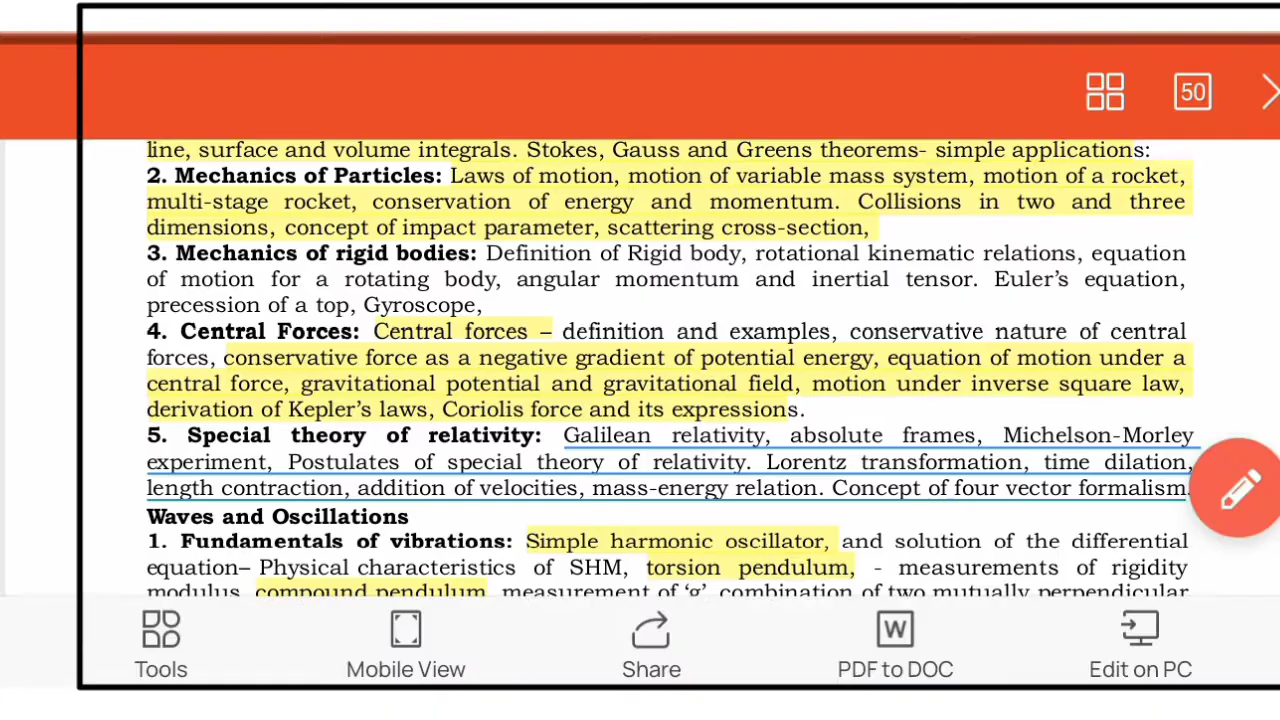 50
line, surface and volume integrals. Stokes, Gauss and Greens theorems- simple applications:
2. Mechanics of Particles: Laws of motion, motion of variable mass system, motion of a rocket,
multi-stage rocket, conservation of energy and momentum. Collisions in two and three
dimensions, concept of impact parameter, scattering cross-section,
3. Mechanics of rigid bodies: Definition of Rigid body, rotational kinematic relations, equation
of motion for a rotating body, angular momentum and inertial tensor. Euler's equation,
precession of a top, Gyroscope,
4. Central Forces: Central forces – definition and examples, conservative nature of central
forces, conservative force as a negative gradient of potential energy, equation of motion under a
central force, gravitational potential and gravitational field, motion under inverse square law,
derivation of Kepler's laws, Coriolis force and its expressions.
5. Special theory of relativity: Galilean relativity, absolute frames, Michelson-Morley
experiment, Postulates of special theory of relativity. Lorentz transformation, time dilation,
length contraction, addition of velocities, mass-energy relation. Concept of four vector formalism.
Waves and Oscillations
1. Fundamentals of vibrations: Simple harmonic oscillator, and solution of the differential
equation– Physical characteristics of SHM, torsion pendulum, - measurements of rigidity
modulus, compound pendulum, measurement of 'g', combination of two mutually perpendicular
Tools
Mobile View
Share
W
PDF to DOC
Edit on PC